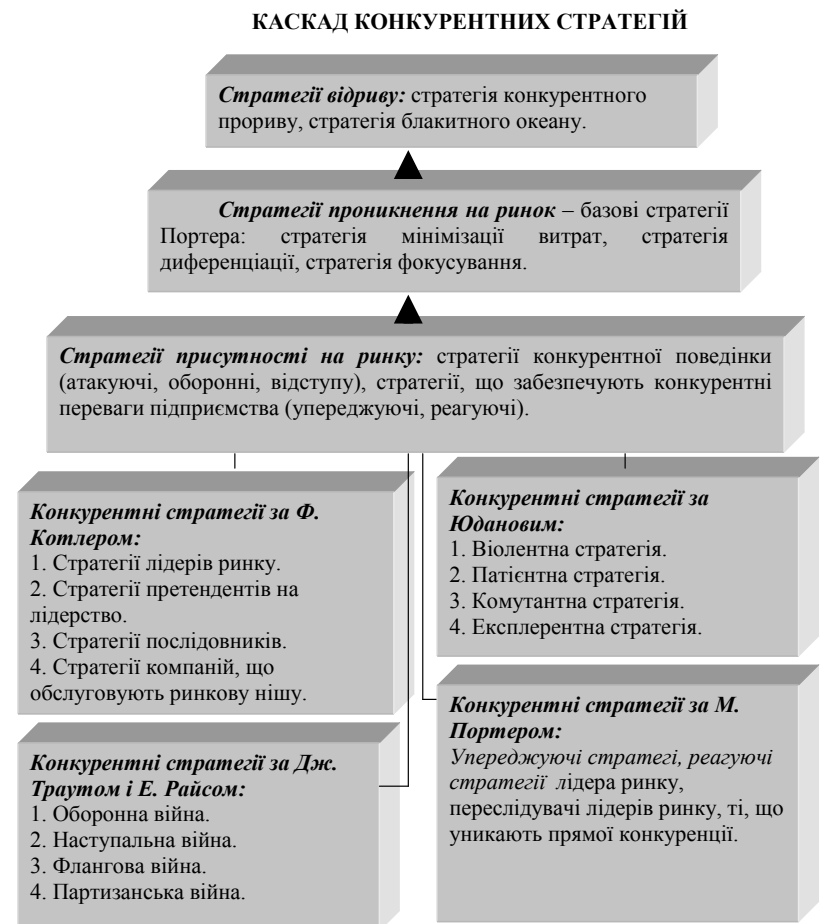 КАСКАД КОНКУРЕНТНИХ СТРАТЕГІЙ
Стратегії відриву: стратегія конкурентного
прориву, стратегія блакитного океану.
Стратегії проникнення на ринок – базові стратегії
Портера: стратегія мінімізації витрат, стратегія
диференціації, стратегія фокусування.
Стратегії присутності на ринку: стратегії конкурентної поведінки
(атакуючі, оборонні, відступу), стратегії, що забезпечують конкурентні
переваги підприємства (упереджуючі, реагуючі).
Конкурентні стратегії за Ф.
Котлером:
1. Стратегії лідерів ринку.
2. Стратегії претендентів на
лідерство.
3. Стратегії послідовників.
4. Стратегії компаній, що
обслуговують ринкову нішу.
Конкурентні стратегії за
Юдановим:
1. Віолентна стратегія.
2. Патієнтна стратегія.
3. Комутантна стратегія.
4. Експлерентна стратегія.
Конкурентні стратегії за Дж.
Траутом і Е. Райсом:
1. Оборонна війна.
2. Наступальна війна.
3. Флангова війна.
4. Партизанська війна.
Конкурентні стратегії за М.
Портером:
Упереджуючі стратегі, реагуючі
стратегії лідера ринку,
переслідувачі лідерів ринку, ті, що
уникають прямої конкуренції.